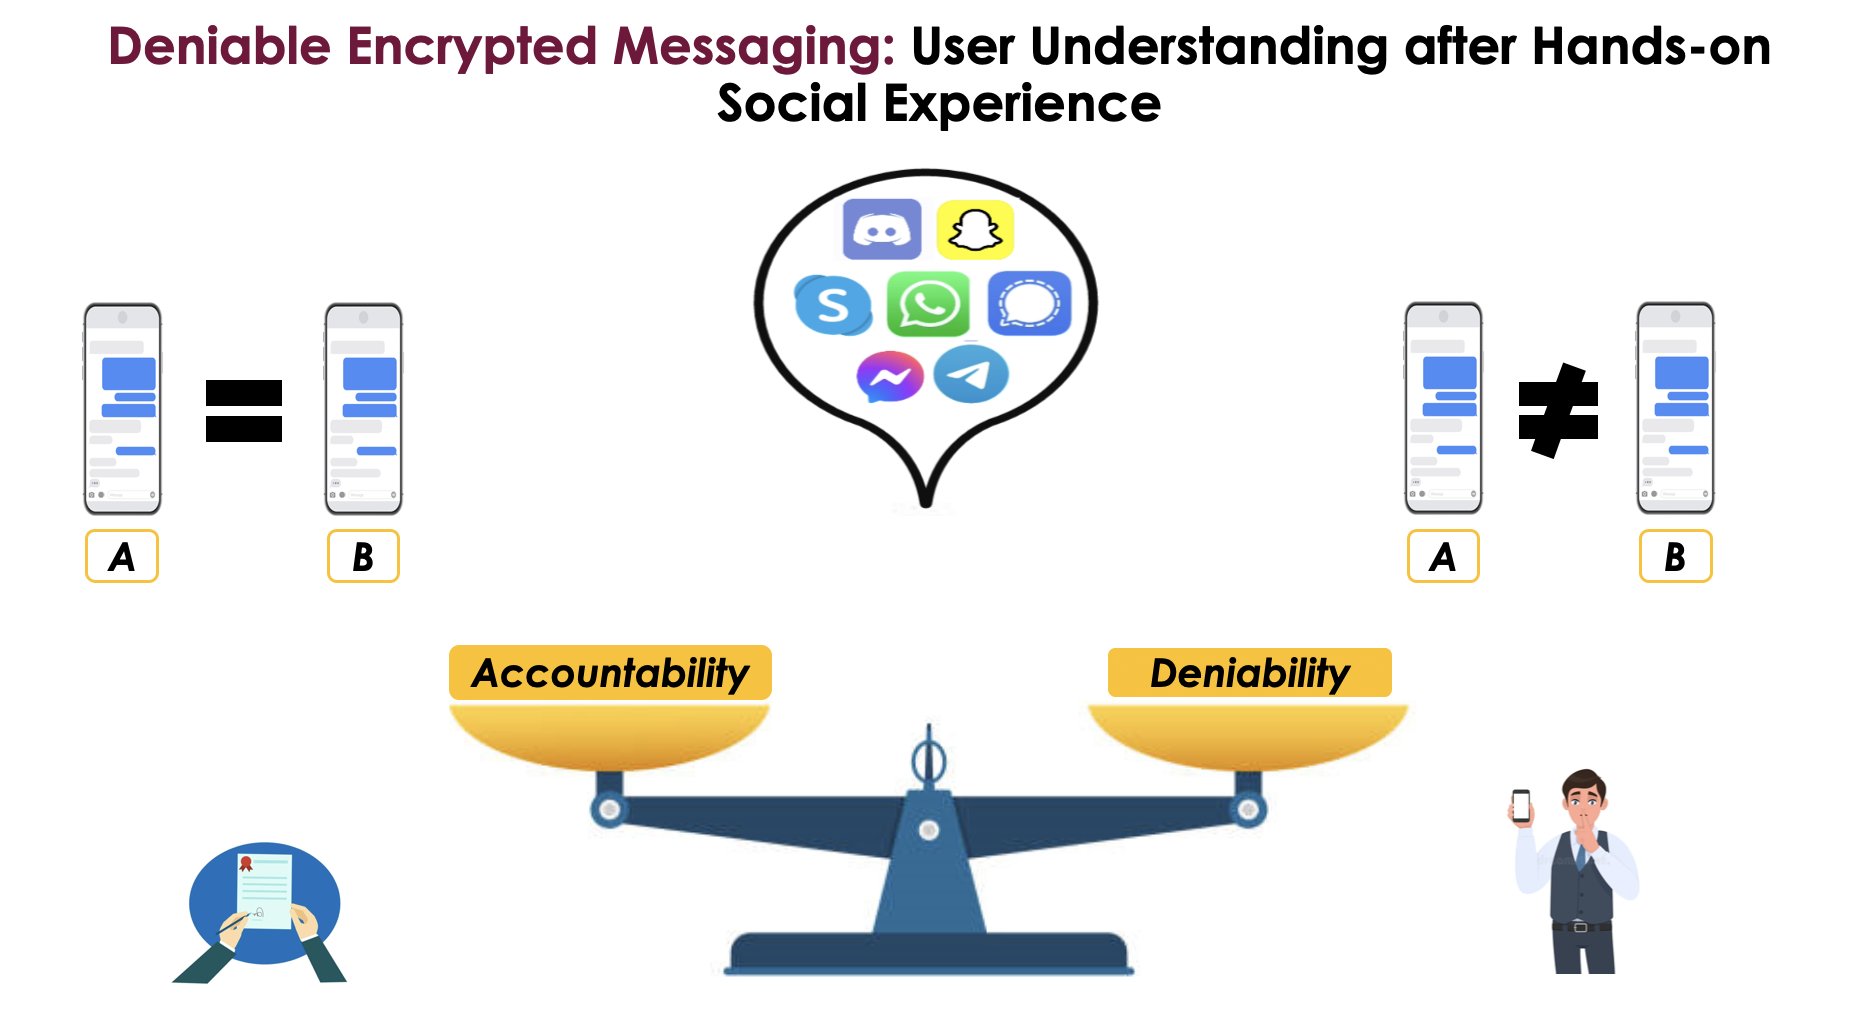 Deniable Encrypted Messaging: User Understanding after Hands-on
Social Experience
S
A
B
A
B
Accountability
Deniability